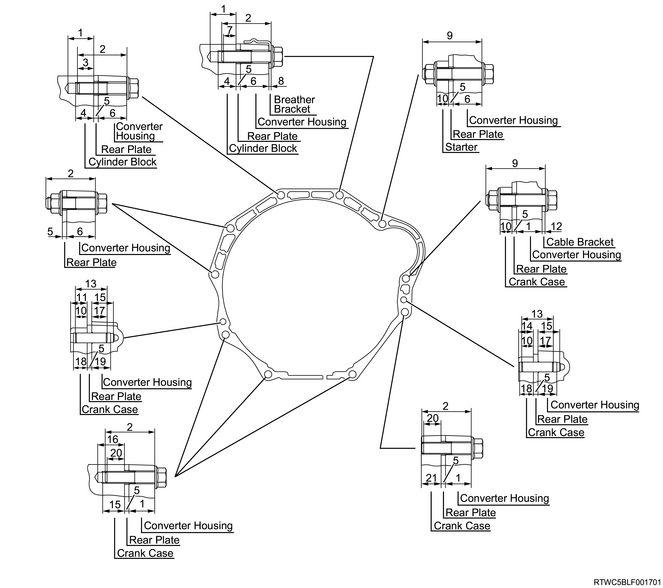 1
2
3
5
4
6
Converter
Housing
Rear Plate
Cylinder Block
1
2
7
5
4
6
8
Breather
Bracket
Converter Housing
Rear Plate
Cylinder Block
9
5
10
6
Converter Housing
Rear Plate
Starter
2
5
6
Converter Housing
Rear Plate
9
5
10
1
12
Cable Bracket
Converter Housing
Rear Plate
Crank Case
13
11
15
10
17
5
18
19
Converter Housing
Rear Plate
Crank Case
13
14
15
10
17
5
18
19
Converter Housing
Rear Plate
Crank Case
2
16
20
5
15
1
Converter Housing
Rear Plate
Crank Case
2
20
5
21
1
Converter Housing
Rear Plate
Crank Case
RTWC5BLF001701